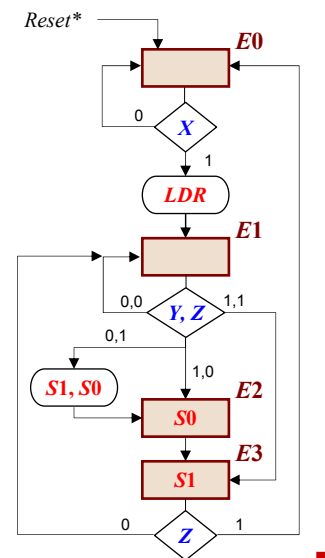 Reset*
E0
0
X
1
LDR
E1
0,0
Y, Z
1,1
0,1
1,0
S1, S0
E2
S0
E3
S1
0
Z
1